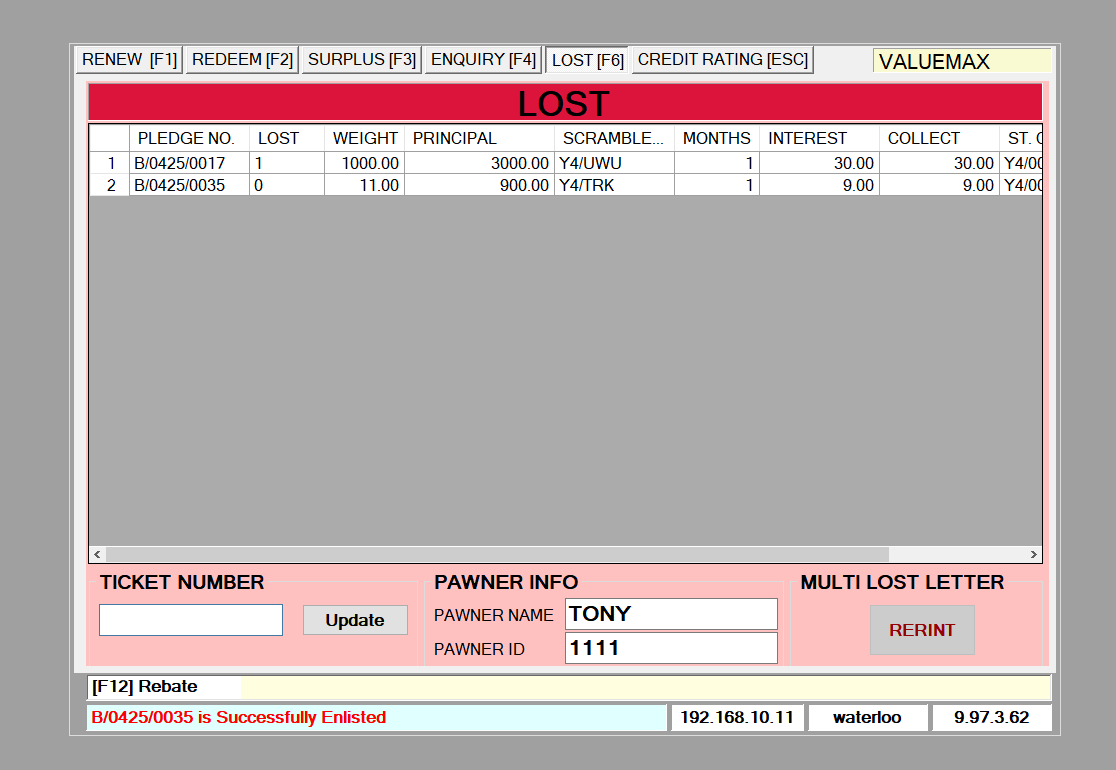 RENEW [F1] REDEEM [F2] SURPLUS [F3] ENQUIRY [F4] LOST [F6] CREDIT RATING [ESC] VALUEMAX
LOST
PLEDGE NO. LOST WEIGHT PRINCIPAL SCRAMBLE... MONTHS INTEREST COLLECT ST.
1 B/0425/0017 1 1000.00 3000.00 Y4/UWU 1 30.00 30.00 Y4/00
2 B/0425/0035 0 11.00 900.00 Y4/TRK 1 9.00 9.00 Y4/00
TICKET NUMBER PAWNER INFO MULTI LOST LETTER
Update PAWNER NAME TONY RERINT
PAWNER ID 1111
[F12] Rebate
B/0425/0035 is Successfully Enlisted 192.168.10.11 waterloo 9.97.3.62